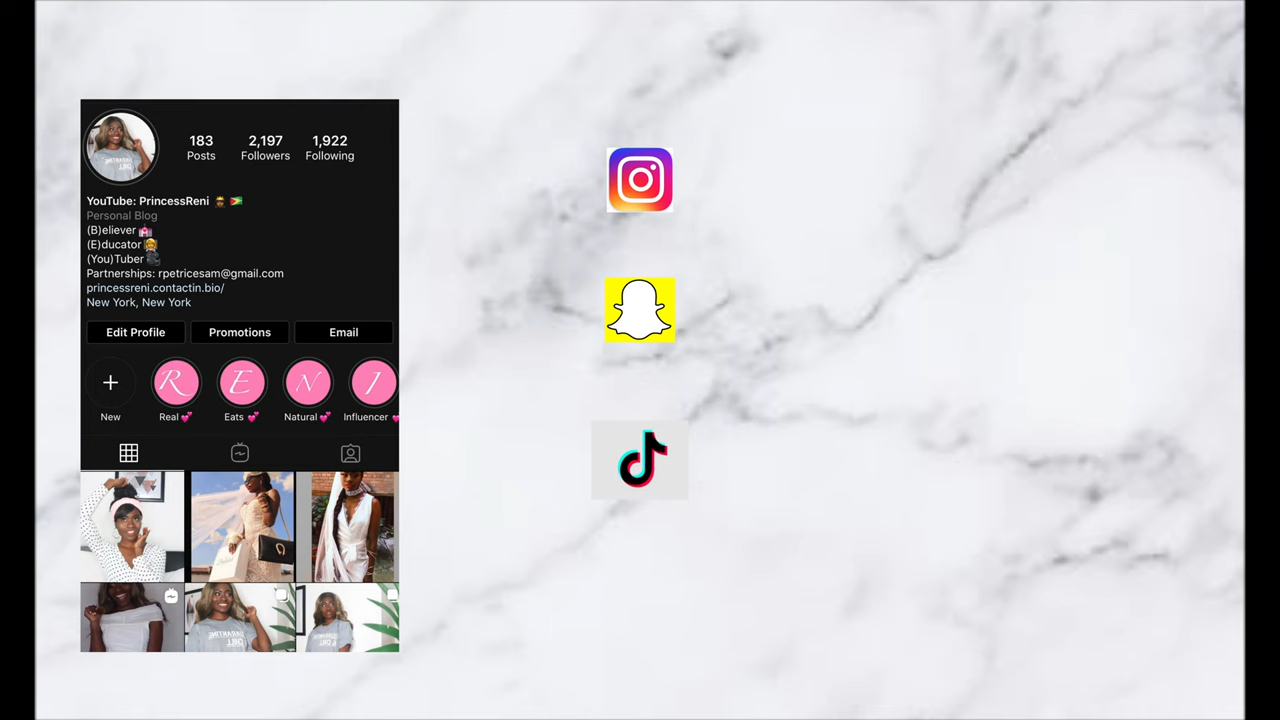 183 2,197 1,922
Posts Followers Following
YouTube: PrincessReni
Personal Blog
(B)eliever
(E)ducator
(You)Tuber
Partnerships: rpetricesam@gmail.com
princessreni.contactin.bio/
New York, New York
Edit Profile Promotions Email
R E N I
New Real Eats Natural Influencer